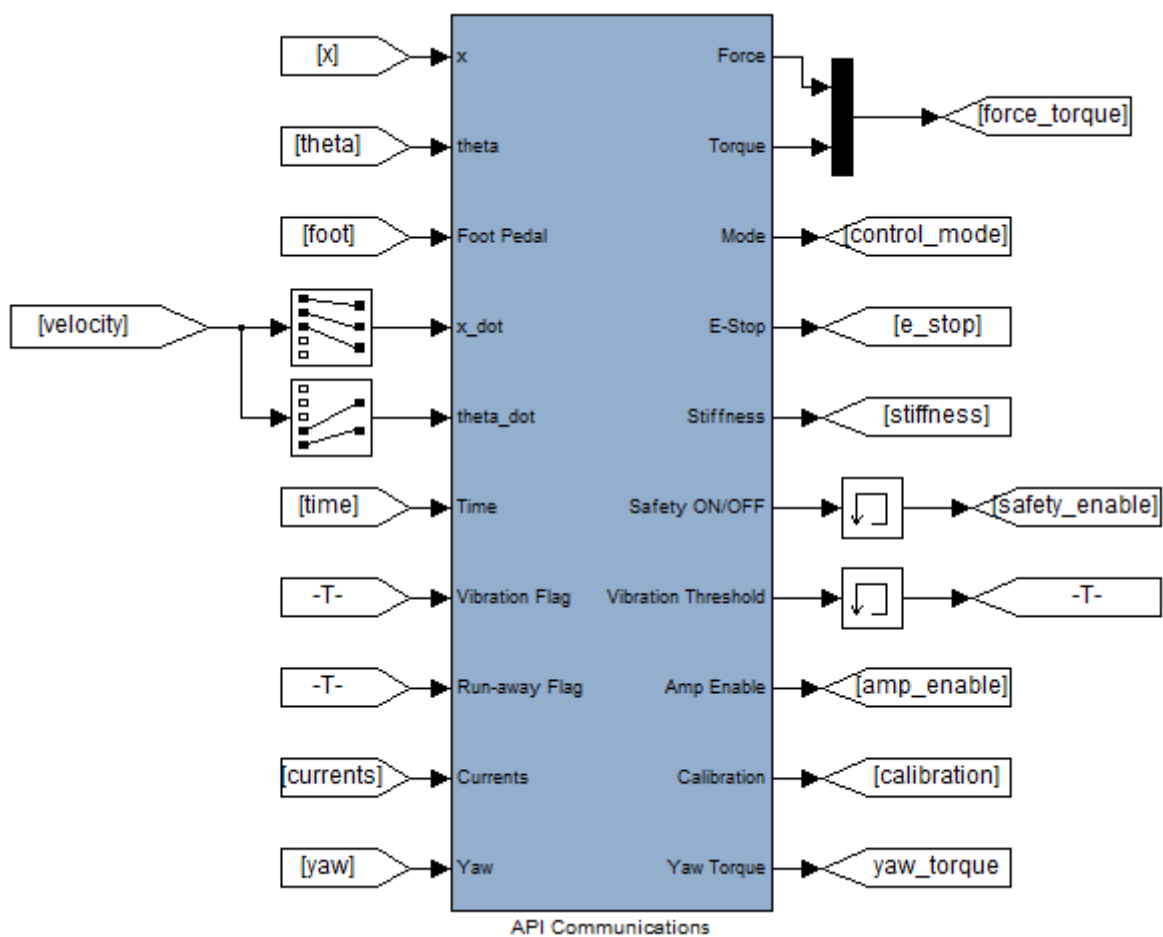 [x]
x
Force
[force_torque]
[theta]
theta
Torque
[foot]
Foot Pedal
Mode
[control_mode]
[velocity]
x_dot
E-Stop
[e_stop]
theta_dot
Stiffness
[stiffness]
[time]
Time
Safety ON/OFF
[safety_enable]
-T-
Vibration Flag
Vibration Threshold
-T-
-T-
Run-away Flag
Amp Enable
[amp_enable]
[currents]
Currents
Calibration
[calibration]
[yaw]
Yaw
Yaw Torque
yaw_torque
API Communications